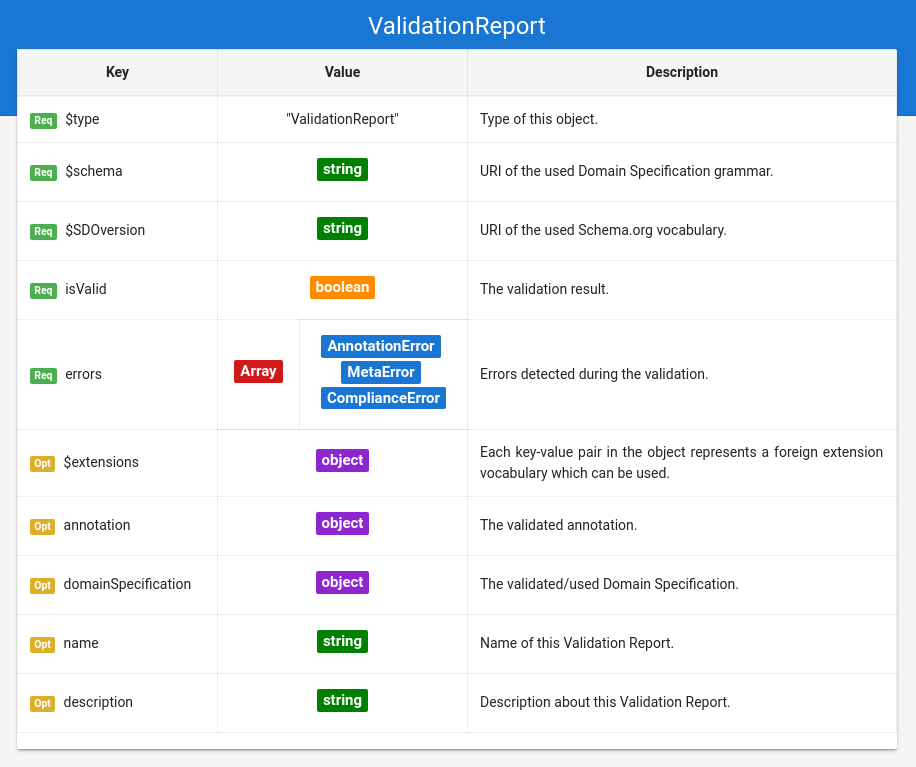 ValidationReport
Key Value Description
Req $type "ValidationReport" Type of this object.
Req $schema string URI of the used Domain Specification grammar.
Req $SDOversion string URI of the used Schema.org vocabulary.
Req isValid boolean The validation result.
Req errors Array AnnotationError
MetaError
ComplianceError
Errors detected during the validation.
Opt $extensions object Each key-value pair in the object represents a foreign extension
vocabulary which can be used.
Opt annotation object The validated annotation.
Opt domainSpecification object The validated/used Domain Specification.
Opt name string Name of this Validation Report.
Opt description string Description about this Validation Report.